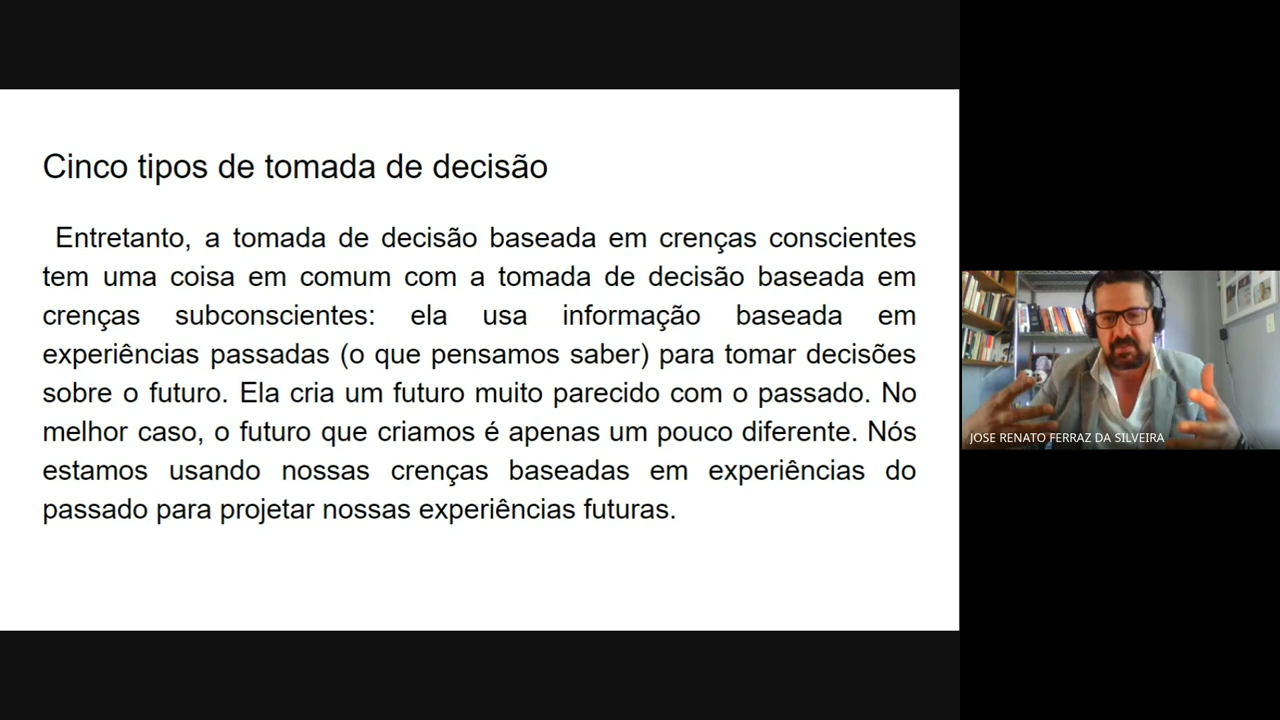 Cinco tipos de tomada de decisão
Entretanto, a tomada de decisão baseada em crenças conscientes
tem uma coisa em comum com a tomada de decisão baseada em
crenças subconscientes: ela usa informação baseada em
experiências passadas (o que pensamos saber) para tomar decisões
sobre o futuro. Ela cria um futuro muito parecido com o passado. No
melhor caso, o futuro que criamos é apenas um pouco diferente. Nós
estamos usando nossas crenças baseadas em experiências do
passado para projetar nossas experiências futuras.
JOSE RENATO FERRAZ DA SILVEIRA